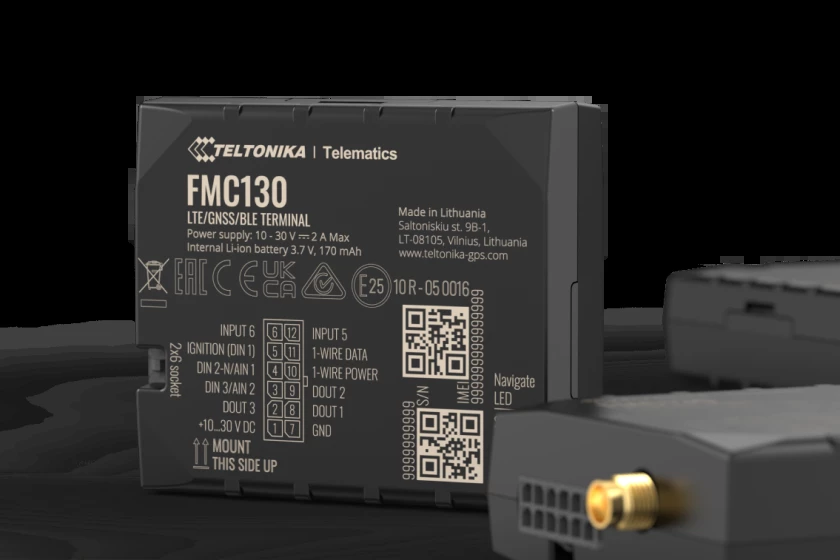 TELTONIKA | Telematics
FMC130
LTE/GNSS/BLE TERMINAL
Power supply: 10 - 30 V ⎓ 2 A Max
Internal Li-ion battery 3.7 V, 170 mAh
Made in Lithuania
Saltoniskiu st. 9B-1,
LT-08105, Vilnius, Lithuania
www.teltonika-gps.com
EAC CE UK CA E25 10 R - 05 0016
2x6 socket
INPUT 6 6 12 INPUT 5
IGNITION (DIN 1) 5 11 1-WIRE DATA
DIN 2-N/AIN 1 4 10 1-WIRE POWER
DIN 3/AIN 2 3 9 DOUT 2
DOUT 3 2 8 DOUT 1
+10...30 V DC 1 7 GND
MOUNT
THIS SIDE UP
S/N
IMEI
Navigate
LED